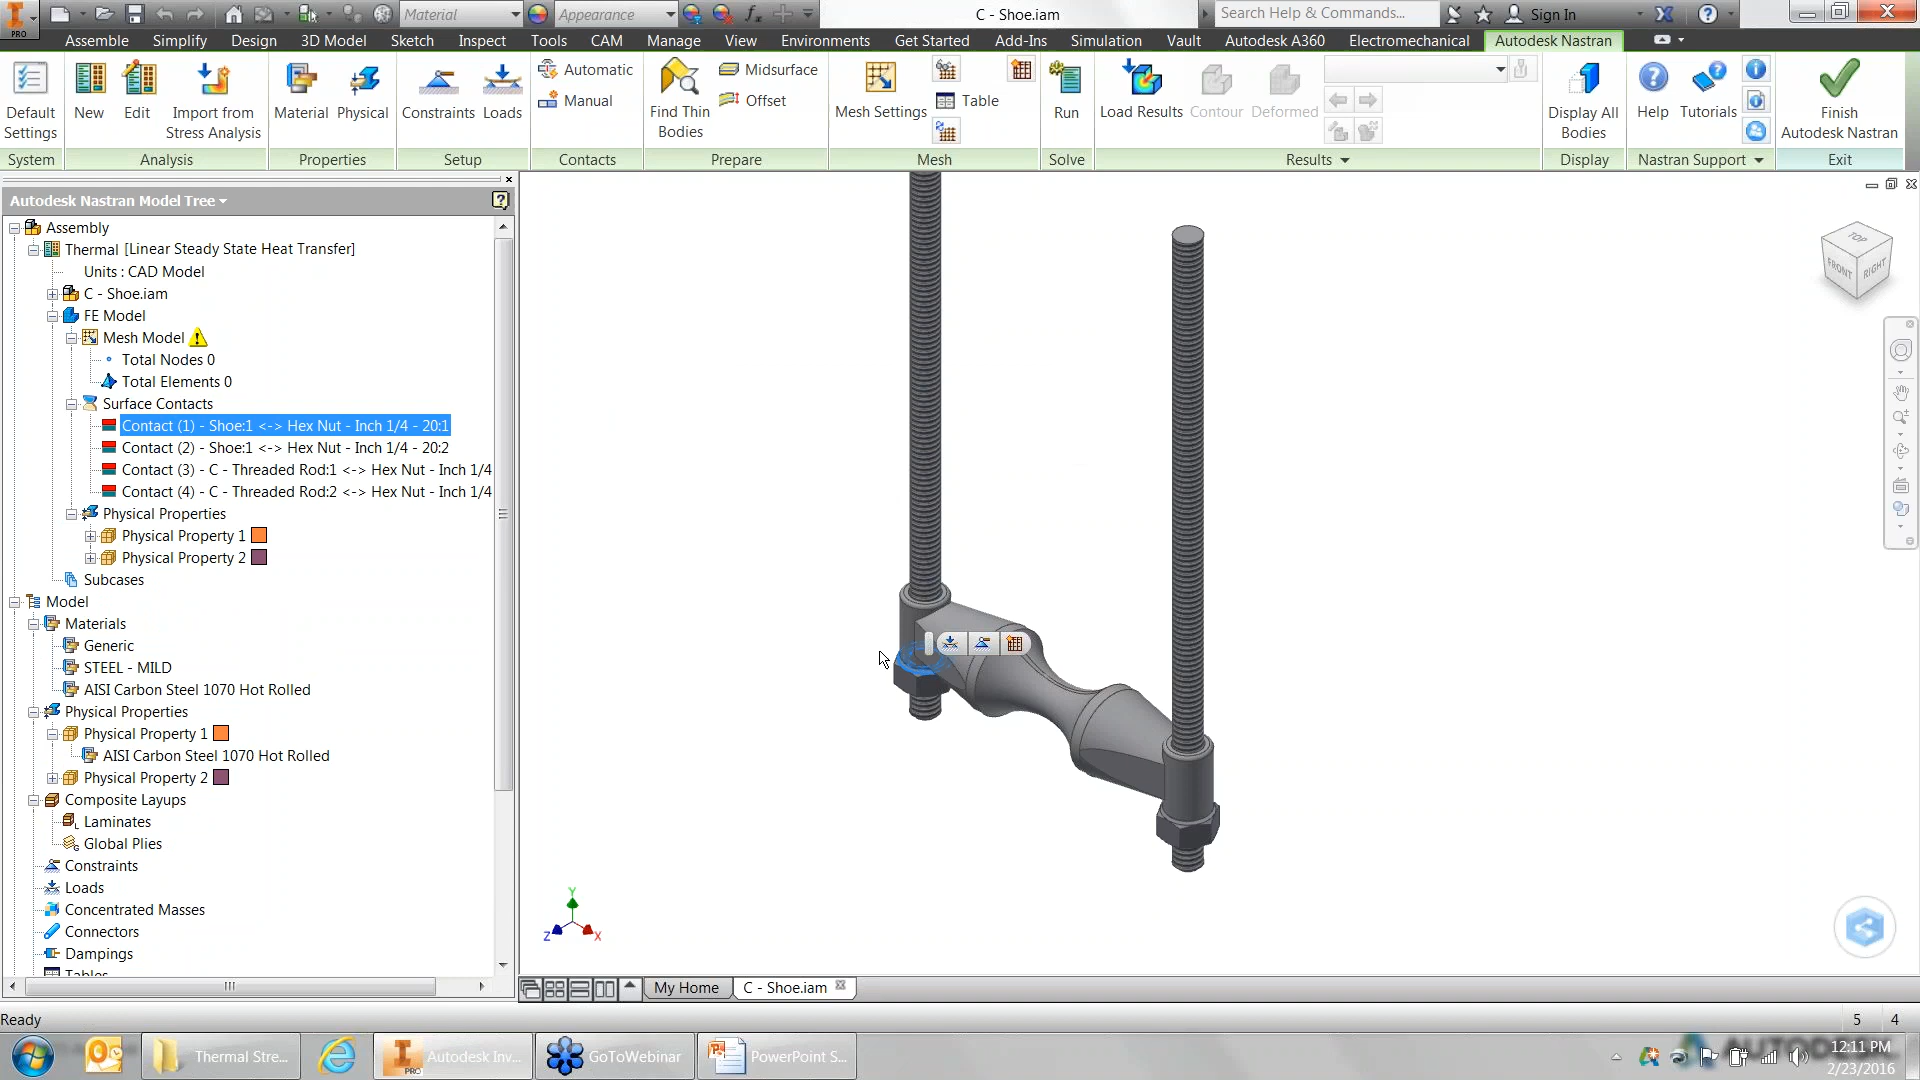 Material
Appearance
C - Shoe.iam
Search Help & Commands...
Sign In
PRO
Assemble Simplify Design 3D Model Sketch Inspect Tools CAM Manage View Environments Get Started Add-Ins Simulation Vault Autodesk A360 Electromechanical Autodesk Nastran
Default Settings
New
Edit
Import from Stress Analysis
Material
Physical
Constraints
Loads
Automatic
Manual
Find Thin Bodies
Midsurface
Offset
Mesh Settings
Table
Run
Load Results
Contour
Deformed
Display All Bodies
Help
Tutorials
Finish Autodesk Nastran
System Analysis Properties Setup Contacts Prepare Mesh Solve Results Display Nastran Support Exit
Autodesk Nastran Model Tree
Assembly
Thermal [Linear Steady State Heat Transfer]
Units : CAD Model
C - Shoe.iam
FE Model
Mesh Model
Total Nodes 0
Total Elements 0
Surface Contacts
Contact (1) - Shoe:1 <-> Hex Nut - Inch 1/4 - 20:1
Contact (2) - Shoe:1 <-> Hex Nut - Inch 1/4 - 20:2
Contact (3) - C - Threaded Rod:1 <-> Hex Nut - Inch 1/4
Contact (4) - C - Threaded Rod:2 <-> Hex Nut - Inch 1/4
Physical Properties
Physical Property 1
Physical Property 2
Subcases
Model
Materials
Generic
STEEL - MILD
AISI Carbon Steel 1070 Hot Rolled
Physical Properties
Physical Property 1
AISI Carbon Steel 1070 Hot Rolled
Physical Property 2
Composite Layups
Laminates
Global Plies
Constraints
Loads
Concentrated Masses
Connectors
Dampings
Tables
TOP
FRONT
RIGHT
Y
Z
X
My Home
C - Shoe.iam
Ready
5 4
Thermal Stre...
Autodesk Inv...
GoToWebinar
PowerPoint S...
12:11 PM
2/23/2016